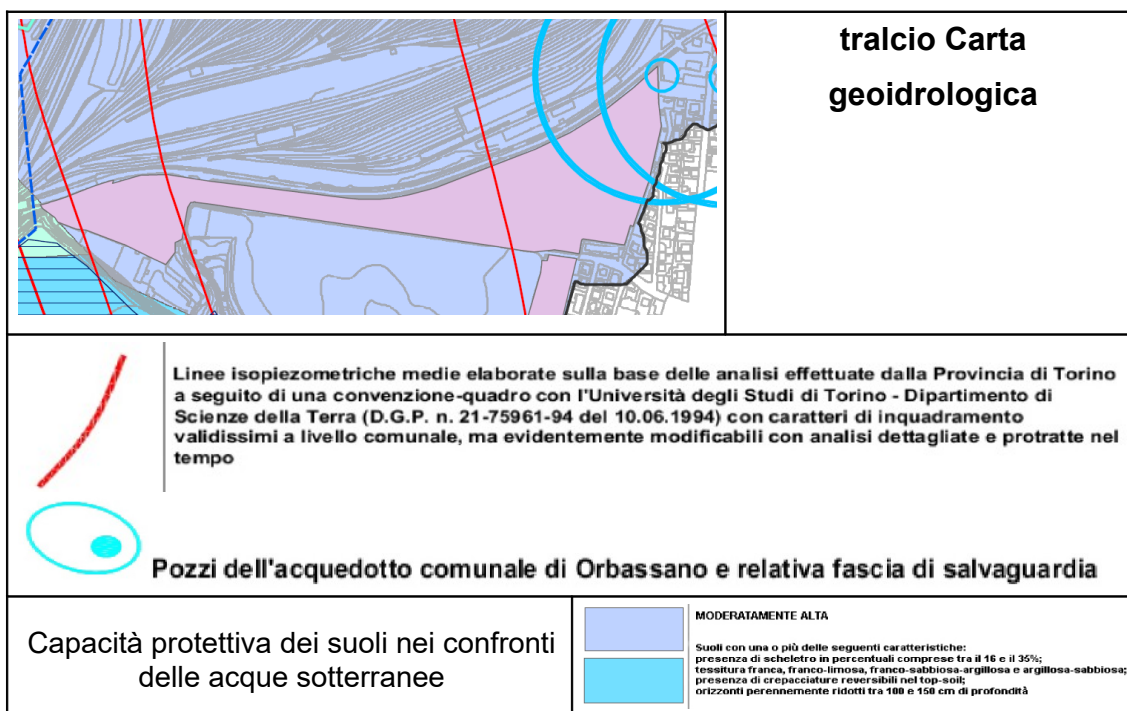 tralcio Carta
geoidrologica
Linee isopiezometriche medie elaborate sulla base delle analisi effettuate dalla Provincia di Torino
a seguito di una convenzione-quadro con l'Università degli Studi di Torino - Dipartimento di
Scienze della Terra (D.G.P. n. 21-75961-94 del 10.06.1994) con caratteri di inquadramento
validissimi a livello comunale, ma evidentemente modificabili con analisi dettagliate e protratte nel
tempo
Pozzi dell'acquedotto comunale di Orbassano e relativa fascia di salvaguardia
Capacità protettiva dei suoli nei confronti
delle acque sotterranee
MODERATAMENTE ALTA
Suoli con una o più delle seguenti caratteristiche:
presenza di scheletro in percentuali comprese tra il 16 e il 35%;
tessitura franca, franco-limosa, franco-sabbiosa-argillosa e argillosa-sabbiosa;
presenza di crepacciature reversibili nel top-soil;
orizzonti perennemente ridotti tra 100 e 150 cm di profondità